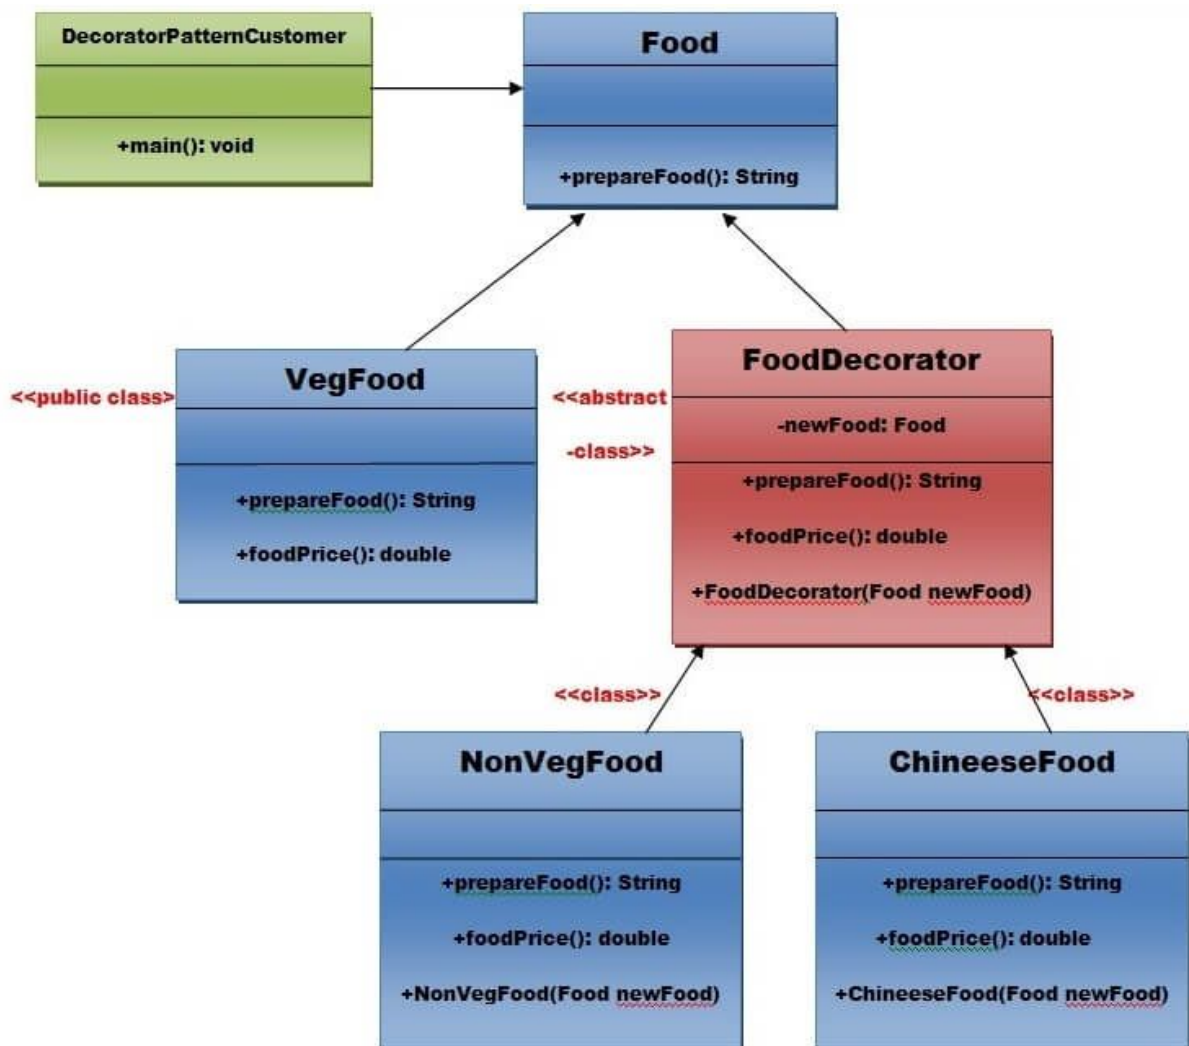 DecoratorPatternCustomer
+main(): void
Food
+prepareFood(): String
<<public class>
VegFood
+prepareFood(): String
+foodPrice(): double
<<abstract
-class>>
FoodDecorator
-newFood: Food
+prepareFood(): String
+foodPrice(): double
+FoodDecorator(Food newFood)
<<class>>
<<class>>
NonVegFood
+prepareFood(): String
+foodPrice(): double
+NonVegFood(Food newFood)
ChineeseFood
+prepareFood(): String
+foodPrice(): double
+ChineeseFood(Food newFood)